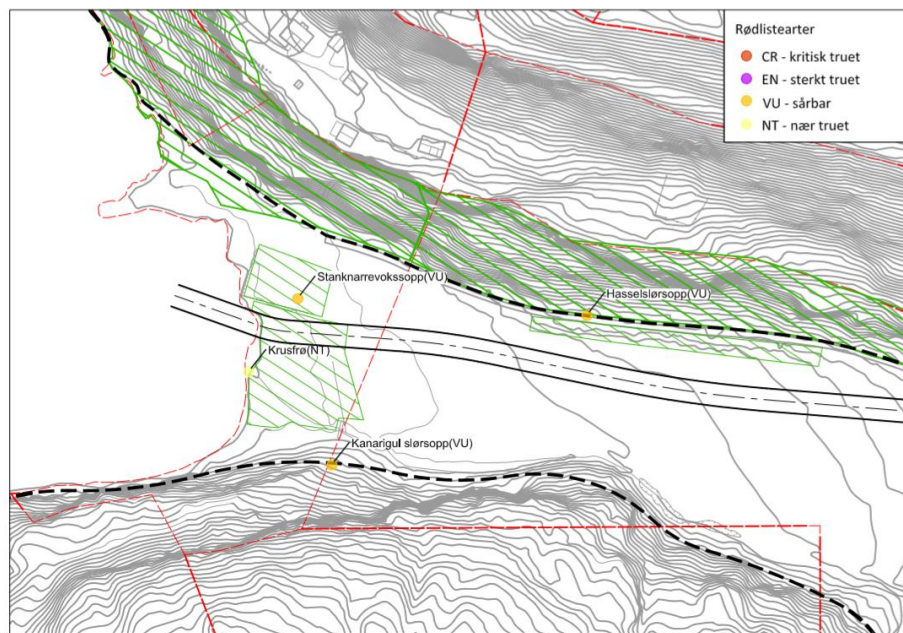 Rødlistearter
CR - kritisk truet
EN - sterkt truet
VU - sårbar
NT - nær truet
Stanknarrevokssopp(VU)
Hasselslørsopp(VU)
Krusfrø(NT)
Kanarigul slørsopp(VU)